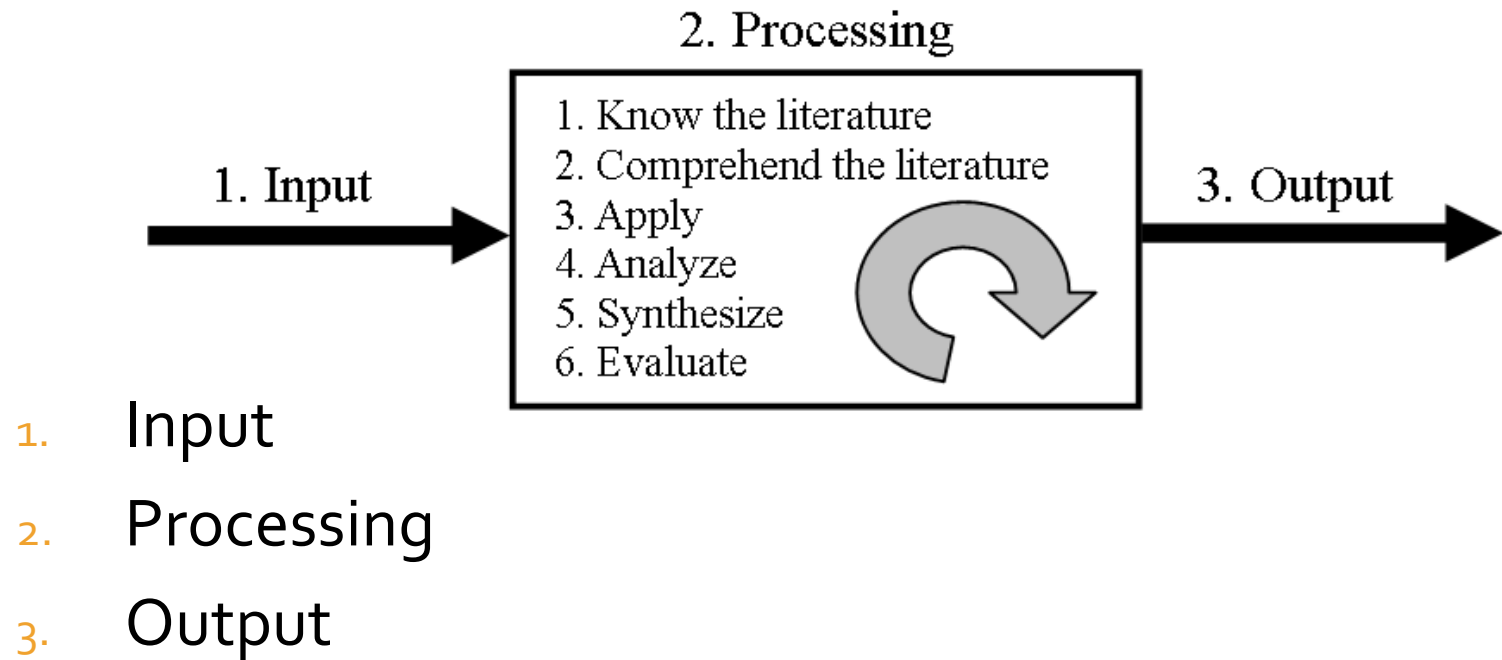 2. Processing
1. Input
1. Know the literature
2. Comprehend the literature
3. Apply
4. Analyze
5. Synthesize
6. Evaluate
3. Output
1. Input
2. Processing
3. Output